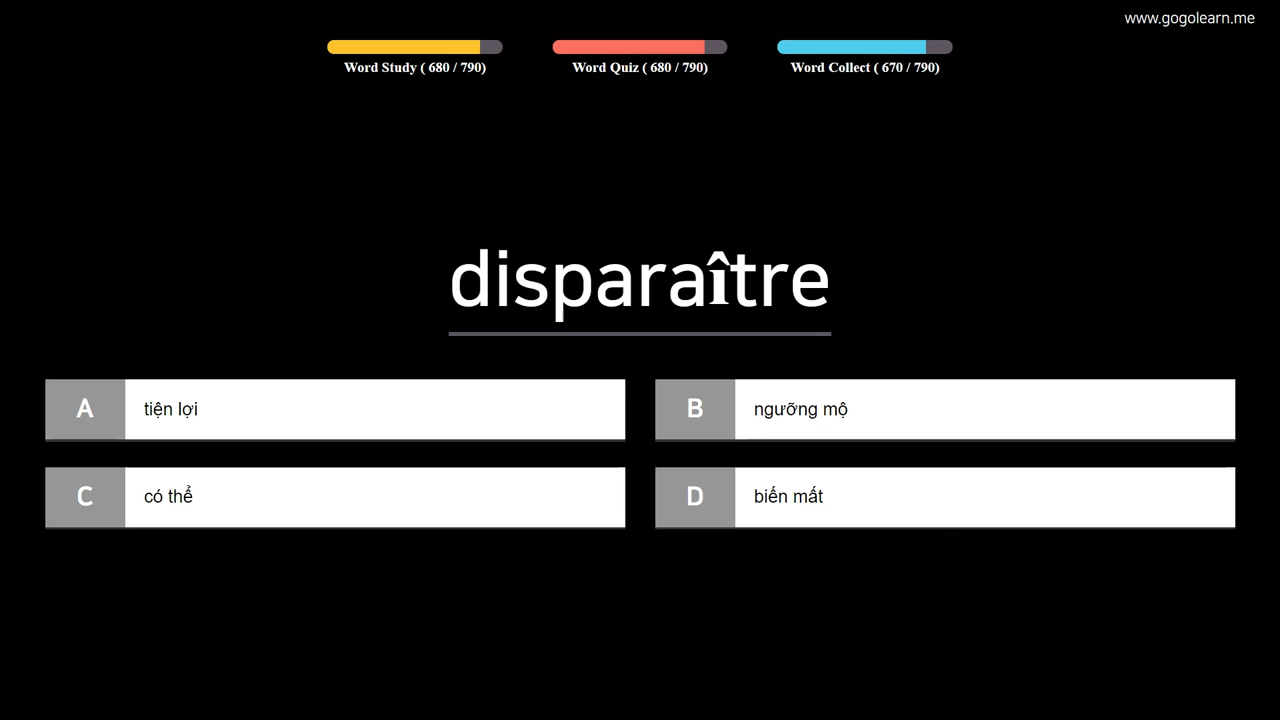 www.gogolearn.me
Word Study ( 680 / 790)
Word Quiz ( 680 / 790)
Word Collect ( 670 / 790)
disparaître
A tiện lợi
B ngưỡng mộ
C có thể
D biến mất